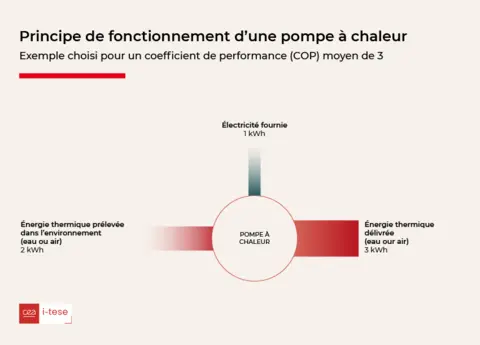 Principe de fonctionnement d'une pompe à chaleur
Exemple choisi pour un coefficient de performance (COP) moyen de 3
Électricité fournie
1 kWh
Énergie thermique prélevée
dans l'environnement
(eau ou air)
2 kWh
POMPE À
CHALEUR
Énergie thermique
délivrée
(eau our air)
3 kWh
cea i-tese